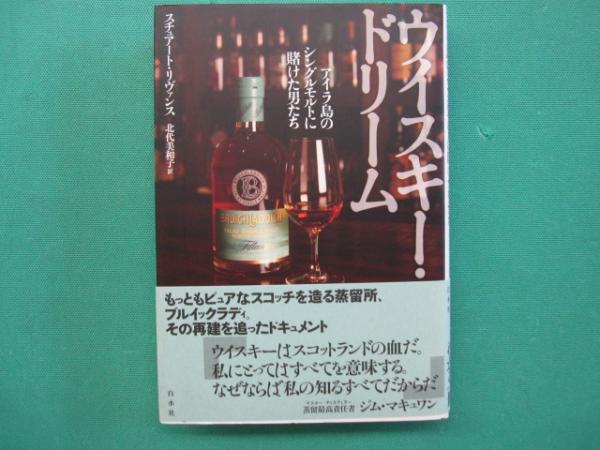 ウイスキー・
ドリーム
アイラ島の
シングルモルトに
賭けた男たち
スチュアート・リヴァンス
北代美和子 訳
B
BRUICHLADDICH
Fifteen
もっともピュアなスコッチを造る蒸留所、
ブルイックラディ。
その再建を追ったドキュメント
「ウイスキーはスコットランドの血だ。
私にとってはすべてを意味する。
なぜならば私の知るすべてだからだ」
マスター・ディスティラー
蒸留最高責任者 ジム・マキュワン
白水社